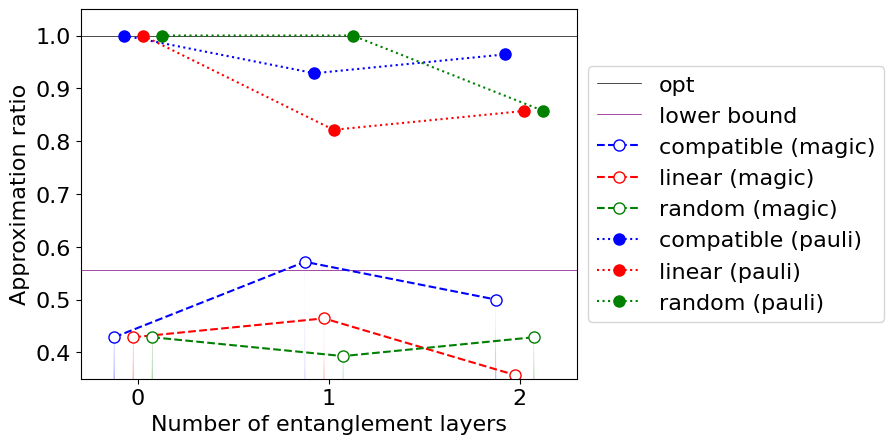 1.0
0.9
0.8
0.7
0.6
0.5
0.4
Approximation ratio
0 1 2
Number of entanglement layers
opt
lower bound
compatible (magic)
linear (magic)
random (magic)
compatible (pauli)
linear (pauli)
random (pauli)